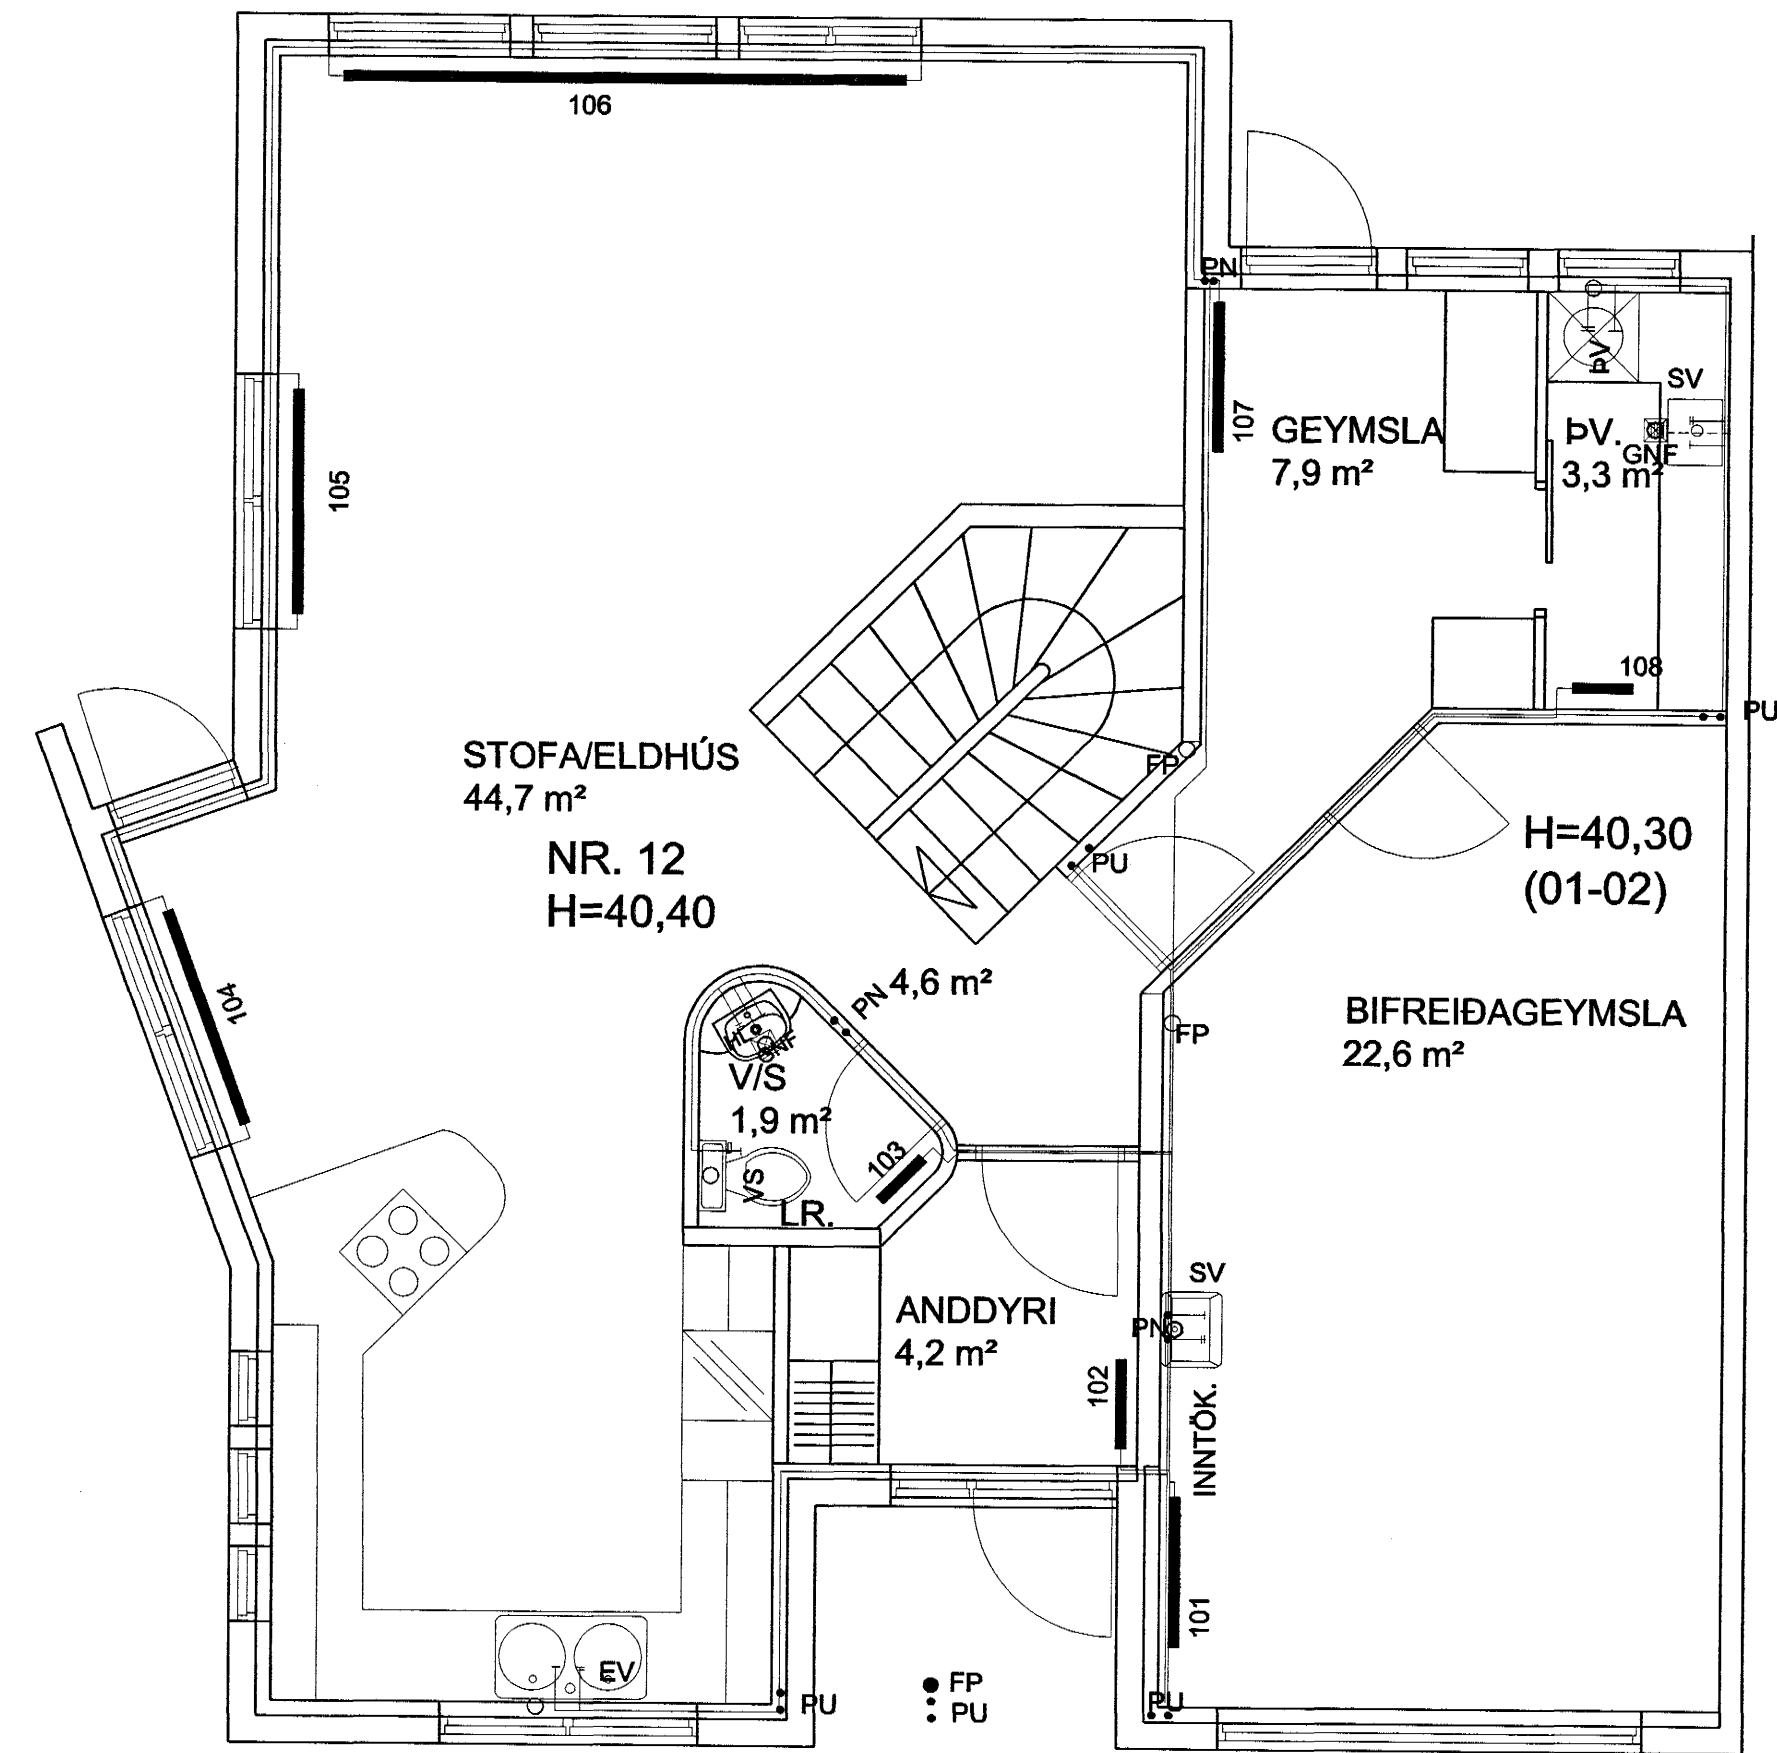 106
PN
107
GEYMSLA
7,9 m²
ÞV
SV
ÞV.
GNF
3,3 m²
105
108
PU
STOFA/ELDHÚS
44,7 m²
NR. 12
H=40,40
FP
PU
H=40,30
(01-02)
104
PN
4,6 m²
BIFREIÐAGEYMSLA
22,6 m²
FP
HL
GNF
V/S
1,9 m²
VS
103
LR.
ANDDYRI
4,2 m²
SV
PN
102
INNTÖK.
101
EV
PU
FP
PU
PU